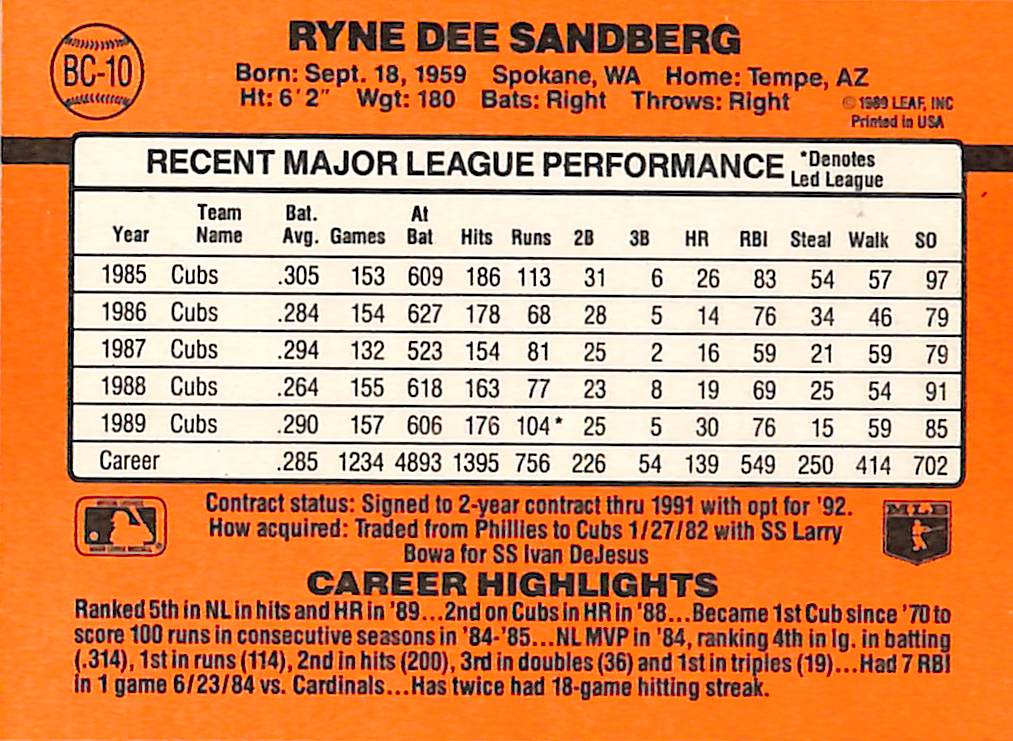 BC-10
RYNE DEE SANDBERG
Born: Sept. 18, 1959 Spokane, WA Home: Tempe, AZ
Ht: 6'2" Wgt: 180 Bats: Right Throws: Right
© 1989 LEAF, INC
Printed in USA
RECENT MAJOR LEAGUE PERFORMANCE *Denotes Led League
Year Team Name Bat. Avg. Games At Bat Hits Runs 2B 3B HR RBI Steal Walk SO
1985 Cubs .305 153 609 186 113 31 6 26 83 54 57 97
1986 Cubs .284 154 627 178 68 28 5 14 76 34 46 79
1987 Cubs .294 132 523 154 81 25 2 16 59 21 59 79
1988 Cubs .264 155 618 163 77 23 8 19 69 25 54 91
1989 Cubs .290 157 606 176 104* 25 5 30 76 15 59 85
Career .285 1234 4893 1395 756 226 54 139 549 250 414 702
Contract status: Signed to 2-year contract thru 1991 with opt for '92.
How acquired: Traded from Phillies to Cubs 1/27/82 with SS Larry
Bowa for SS Ivan DeJesus
MLB
CAREER HIGHLIGHTS
Ranked 5th in NL in hits and HR in '89...2nd on Cubs in HR in '88...Became 1st Cub since '70 to
score 100 runs in consecutive seasons in '84-'85...NL MVP in '84, ranking 4th in lg. in batting
(.314), 1st in runs (114), 2nd in hits (200), 3rd in doubles (36) and 1st in triples (19)...Had 7 RBI
in 1 game 6/23/84 vs. Cardinals...Has twice had 18-game hitting streak.